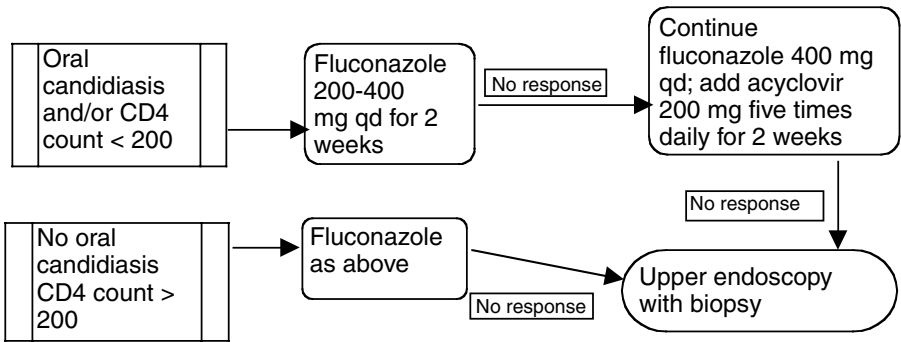 Oral
candidiasis
and/or CD4
count < 200
Fluconazole
200-400
mg qd for 2
weeks
No response
Continue
fluconazole 400 mg
qd; add acyclovir
200 mg five times
daily for 2 weeks
No response
No oral
candidiasis
CD4 count >
200
Fluconazole
as above
No response
Upper endoscopy
with biopsy